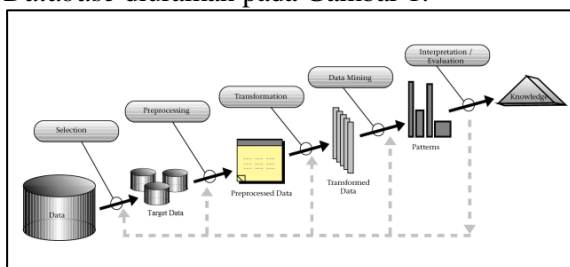 Database diuraikan pada Gambar 1.
Interpretation /
Evaluation
Data Mining
Transformation
Preprocessing
Selection
Knowledge
Patterns
Transformed
Data
Preprocessed Data
Target Data
Data